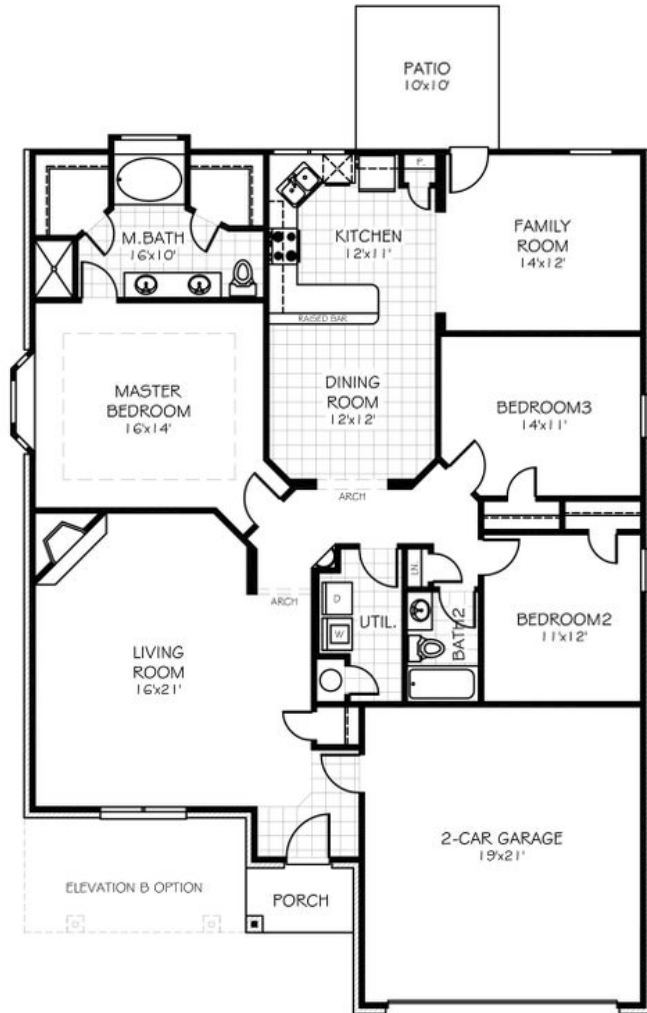 PATIO
10'x10'
P.
M.BATH
16'x10'
KITCHEN
12'x11'
FAMILY
ROOM
14'x12'
RAISED BAR
MASTER
BEDROOM
16'x14'
DINING
ROOM
12'x12'
BEDROOM3
14'x11'
ARCH
ARCH
LN.
D
W
UTIL.
BATH2
BEDROOM2
11'x12'
LIVING
ROOM
16'x21'
2-CAR GARAGE
19'x21'
ELEVATION B OPTION
PORCH